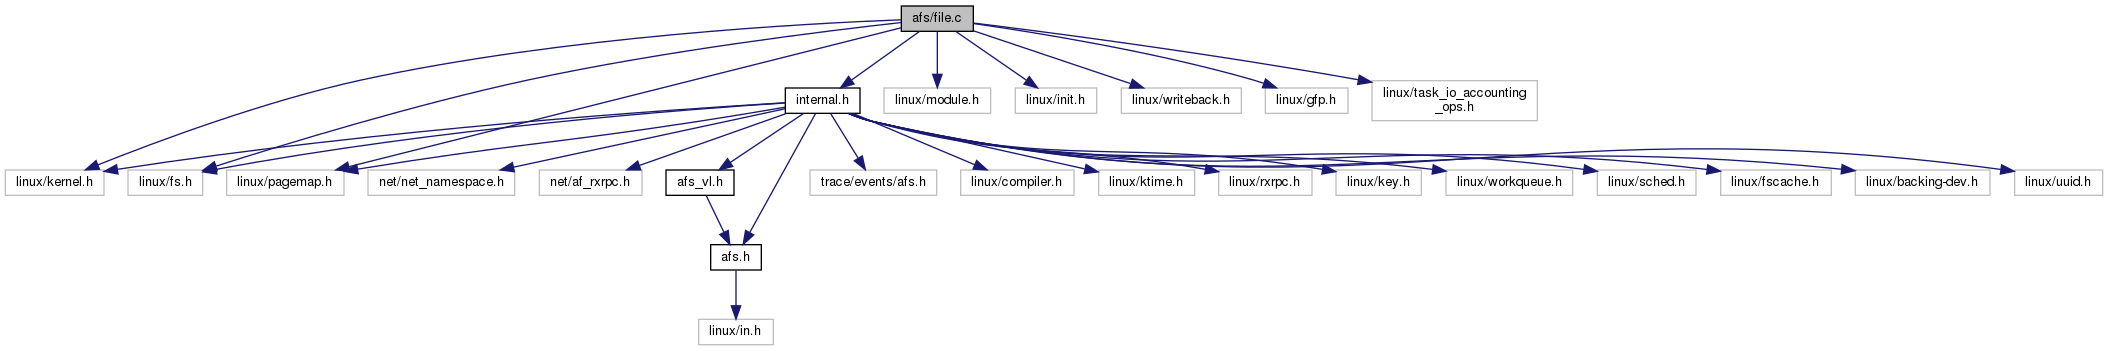 afs/file.c
internal.h
linux/module.h
linux/init.h
linux/writeback.h
linux/gfp.h
linux/task_io_accounting
_ops.h
linux/kernel.h
linux/fs.h
linux/pagemap.h
net/net_namespace.h
net/af_rxrpc.h
afs_vl.h
trace/events/afs.h
linux/compiler.h
linux/ktime.h
linux/rxrpc.h
linux/key.h
linux/workqueue.h
linux/sched.h
linux/fscache.h
linux/backing-dev.h
linux/uuid.h
afs.h
linux/in.h